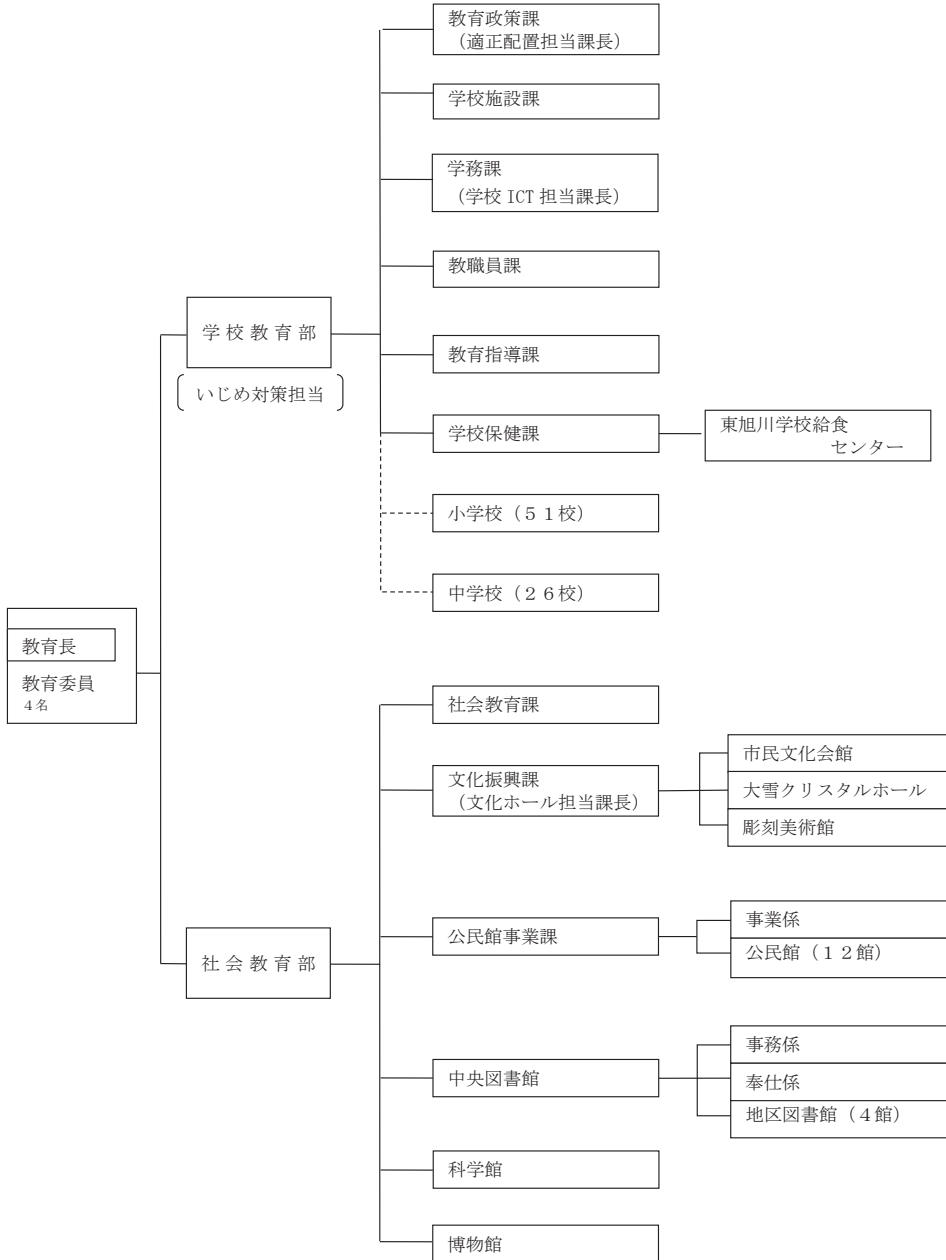 教育政策課
（適正配置担当課長）
学校施設課
学務課
（学校 ICT 担当課長）
教職員課
学校教育部
教育指導課
いじめ対策担当
学校保健課
東旭川学校給食
センター
小学校（５１校）
中学校（２６校）
教育長
教育委員
4名
社会教育課
市民文化会館
文化振興課
（文化ホール担当課長）
大雪クリスタルホール
彫刻美術館
事業係
公民館事業課
公民館（１２館）
社会教育部
事務係
中央図書館
奉仕係
地区図書館（４館）
科学館
博物館